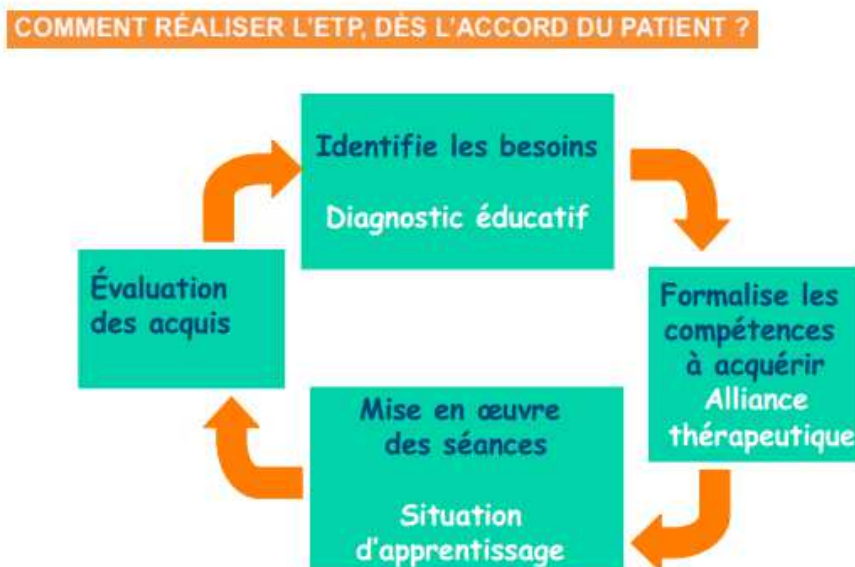 COMMENT RÉALISER L'ETP, DÈS L'ACCORD DU PATIENT ?
Identifie les besoins
Diagnostic éducatif
Formalise les
compétences
à acquérir
Alliance
thérapeutique
Mise en œuvre
des séances
Situation
d'apprentissage
Évaluation
des acquis